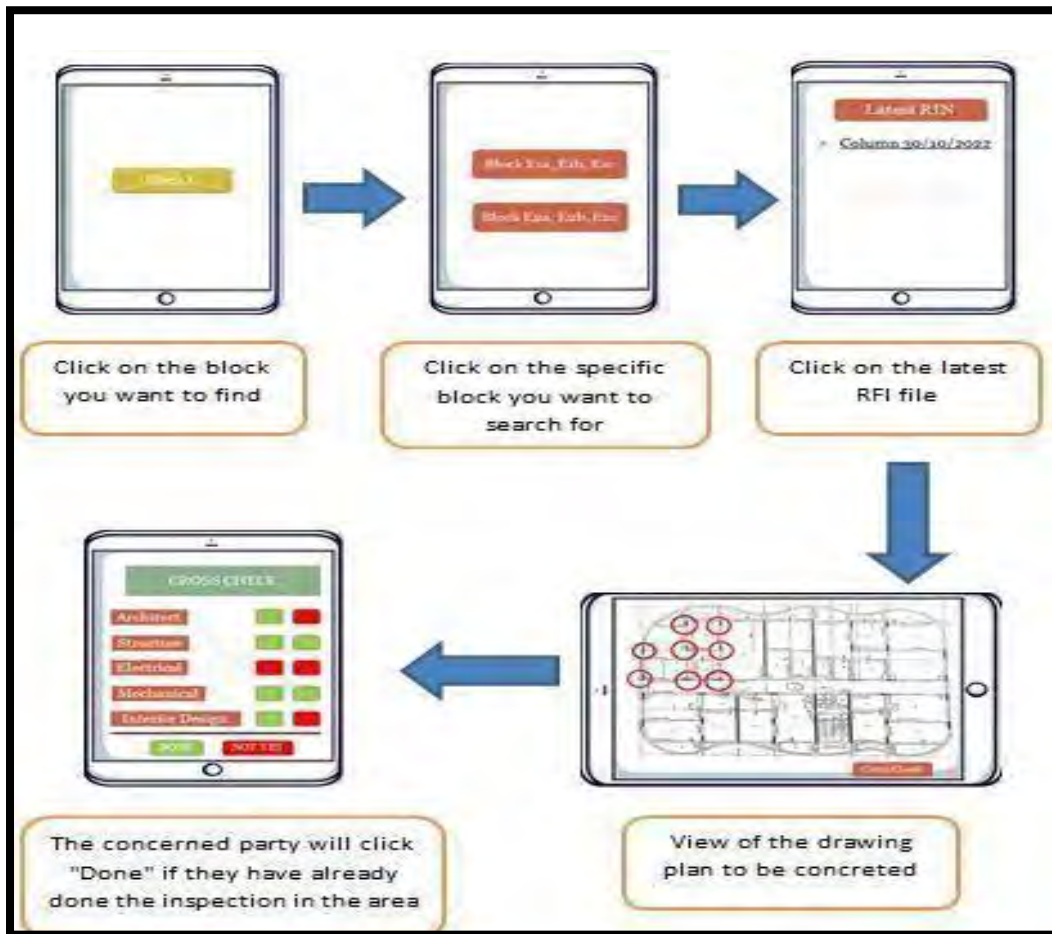 Latest RFN
Column 30/10/2022
Click on the block
you want to find
Click on the specific
block you want to
search for
Click on the latest
RFI file
CROSS CHECK
Architect
Structure
Electrical
Mechanical
Interior Design
DONE
NOT YET
The concerned party will click
"Done" if they have already
done the inspection in the area
Cross Check
View of the drawing
plan to be concreted